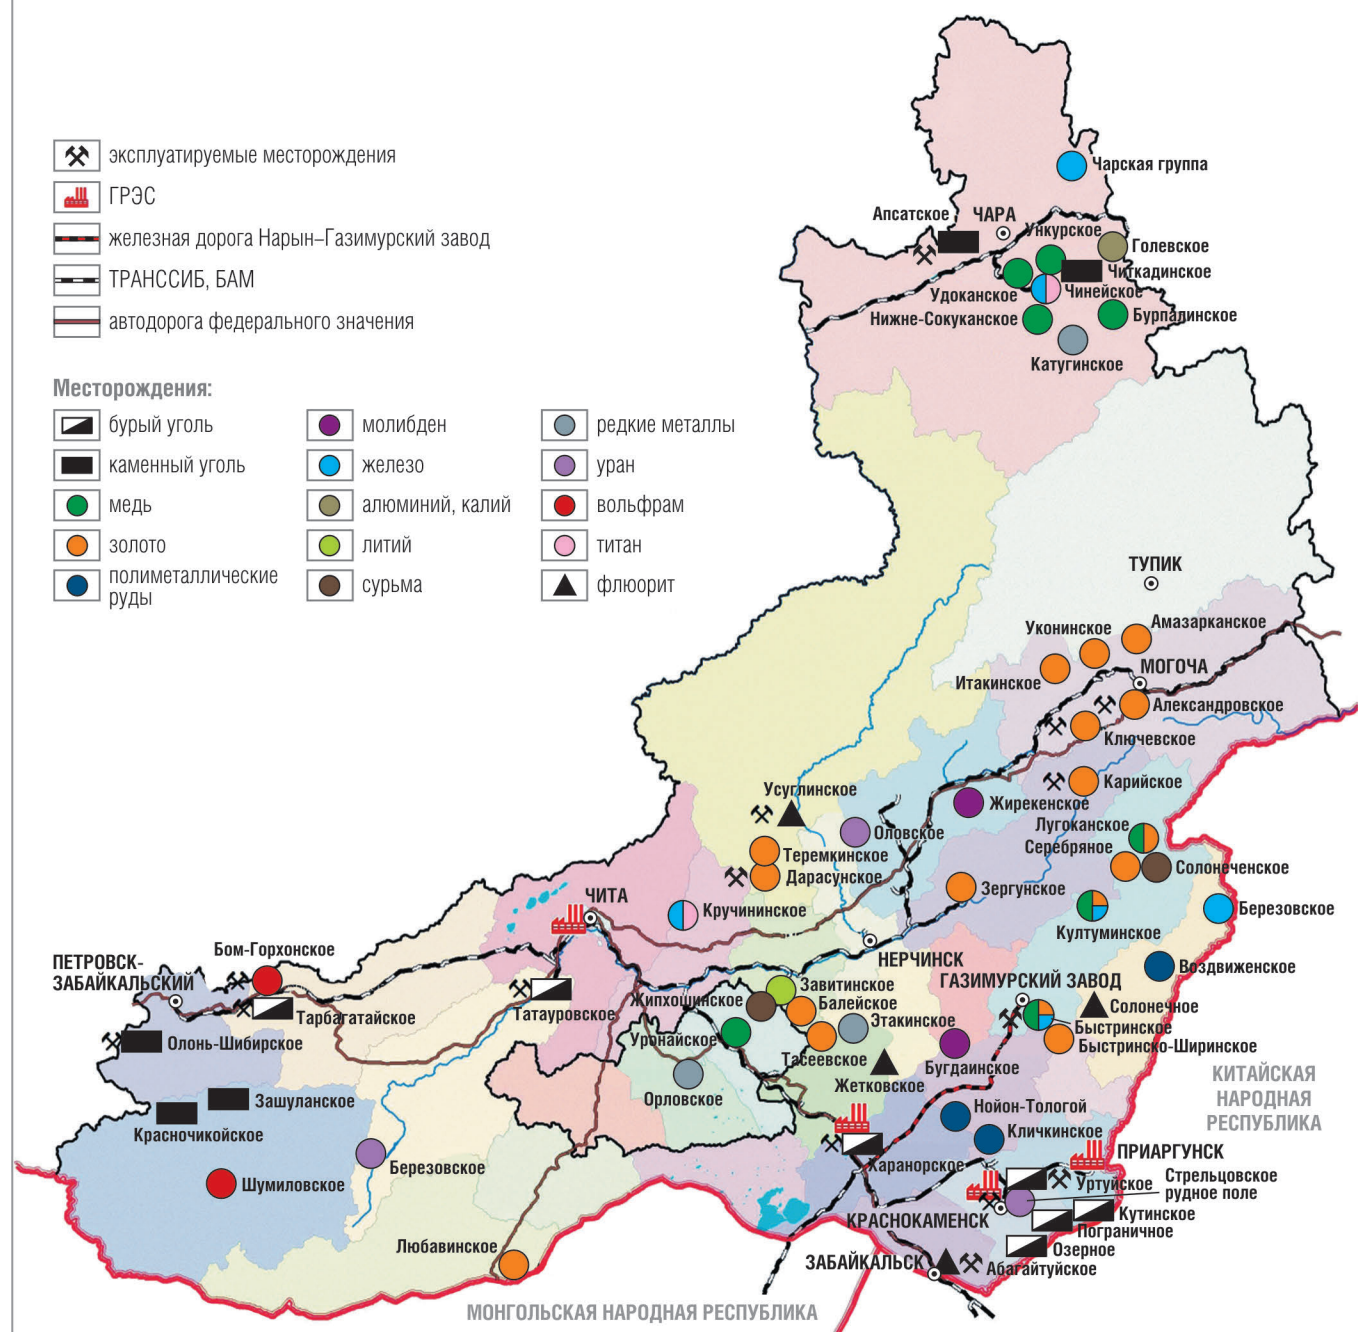 эксплуатируемые месторождения
ГРЭС
железная дорога Нарын–Газимурский завод
ТРАНССИБ, БАМ
автодорога федерального значения
Месторождения:
бурый уголь
каменный уголь
медь
золото
полиметаллические
руды
молибден
железо
алюминий, калий
литий
сурьма
редкие металлы
уран
вольфрам
титан
флюорит
Чарская группа
Апсатское
ЧАРА
Ункурское
Голевское
Читкадинское
Удоканское
Чинейское
Нижне-Сокуканское
Бурпалинское
Катугинское
ТУПИК
Уконинское
Амазарканское
Итакинское
МОГОЧА
Александровское
Ключевское
Карийское
Усуглинское
Жирекенское
Оловское
Лугоканское
Серебряное
Теремкинское
Дарасунское
Солонеченское
Зергунское
ЧИТА
Кручининское
Березовское
Култуминское
Бом-Горхонское
НЕРЧИНСК
ПЕТРОВСК-
ЗАБАЙКАЛЬСКИЙ
Воздвиженское
ГАЗИМУРСКИЙ ЗАВОД
Завитинское
Жипхошинское
Балейское
Солонечное
Татауровское
Тарбагатайское
Этакинское
Быстринское
Олонь-Шибирское
Уронайское
Тасеевское
Быстринско-Ширинское
Бугдаинское
Жетковское
КИТАЙСКАЯ
НАРОДНАЯ
РЕСПУБЛИКА
Орловское
Зашуланское
Нойон-Тологой
Красночикойское
Кличкинское
ПРИАРГУНСК
Харанорское
Березовское
Шумиловское
Уртуйское
Стрельцовское
рудное поле
КРАСНОКАМЕНСК
Кутинское
Пограничное
Любавинское
Озерное
ЗАБАЙКАЛЬСК
Абагайтуйское
МОНГОЛЬСКАЯ НАРОДНАЯ РЕСПУБЛИКА